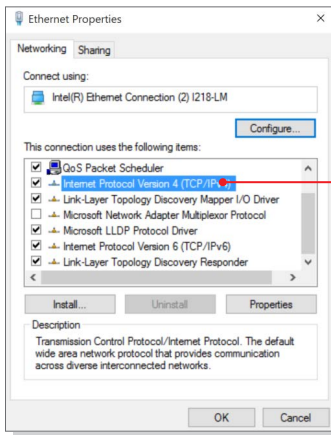 Ethernet Properties
Networking Sharing
Connect using:
Intel(R) Ethernet Connection (2) I218-LM
Configure...
This connection uses the following items:
QoS Packet Scheduler
Internet Protocol Version 4 (TCP/IPv4)
Link-Layer Topology Discovery Mapper I/O Driver
Microsoft Network Adapter Multiplexor Protocol
Microsoft LLDP Protocol Driver
Internet Protocol Version 6 (TCP/IPv6)
Link-Layer Topology Discovery Responder
Install... Uninstall Properties
Description
Transmission Control Protocol/Internet Protocol. The default
wide area network protocol that provides communication
across diverse interconnected networks.
OK Cancel